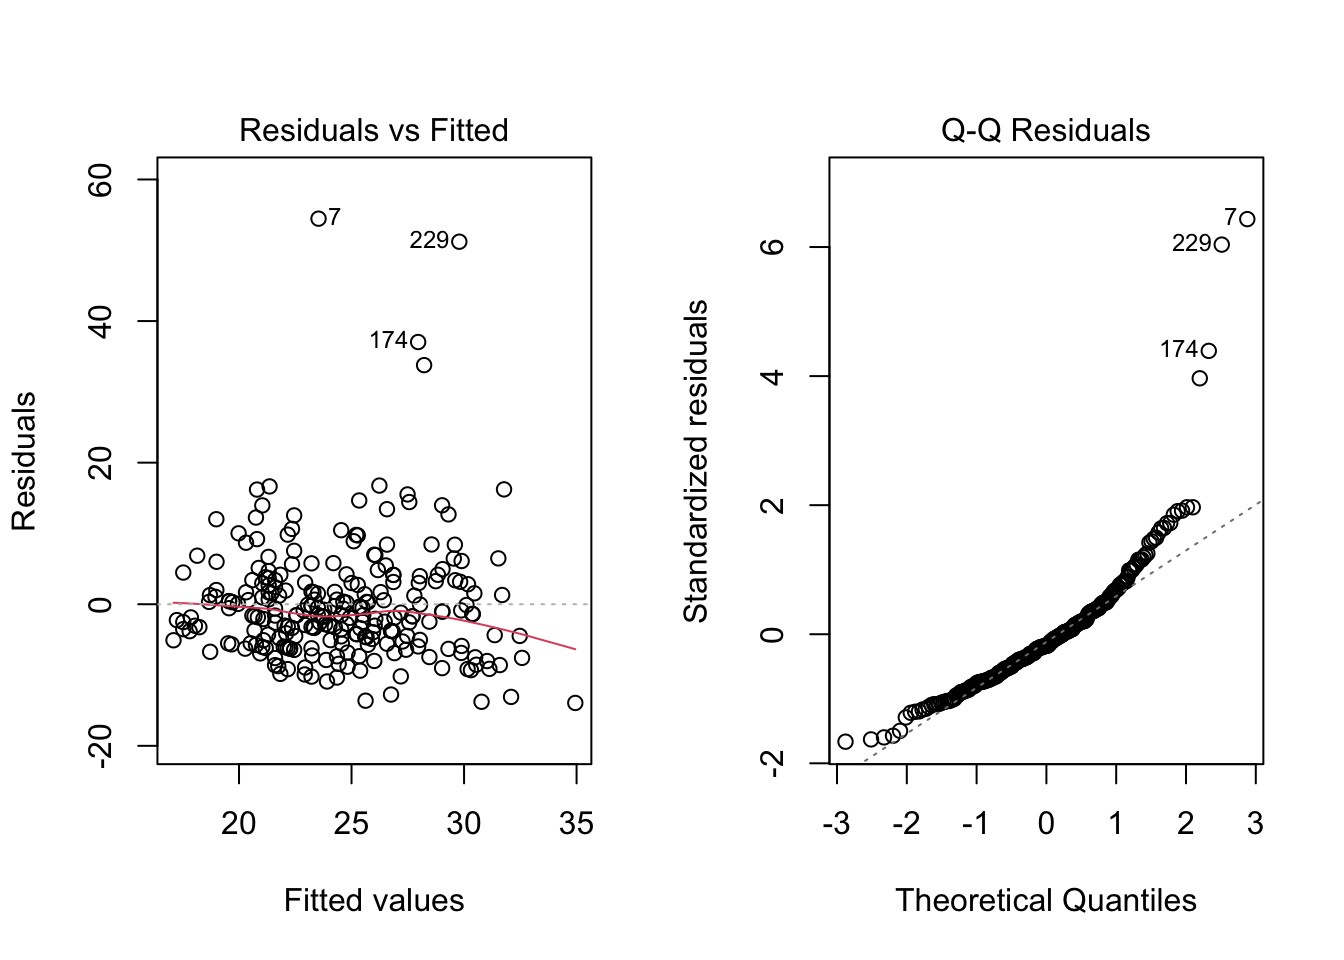 Residuals vs Fitted
Residuals
60
40
20
0
-20
7
229
174
20 25 30 35
Fitted values
Q-Q Residuals
Standardized residuals
6
4
2
0
-2
7
229
174
-3 -2 -1 0 1 2 3
Theoretical Quantiles